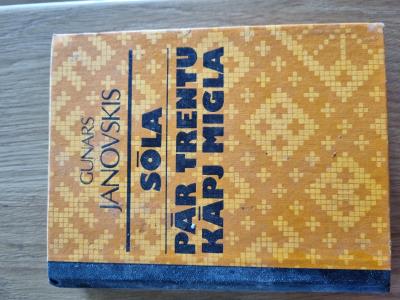 GUNARS
JANOVSKIS
SŌLA
PĀR TRENTU
KĀPJ MIGLA